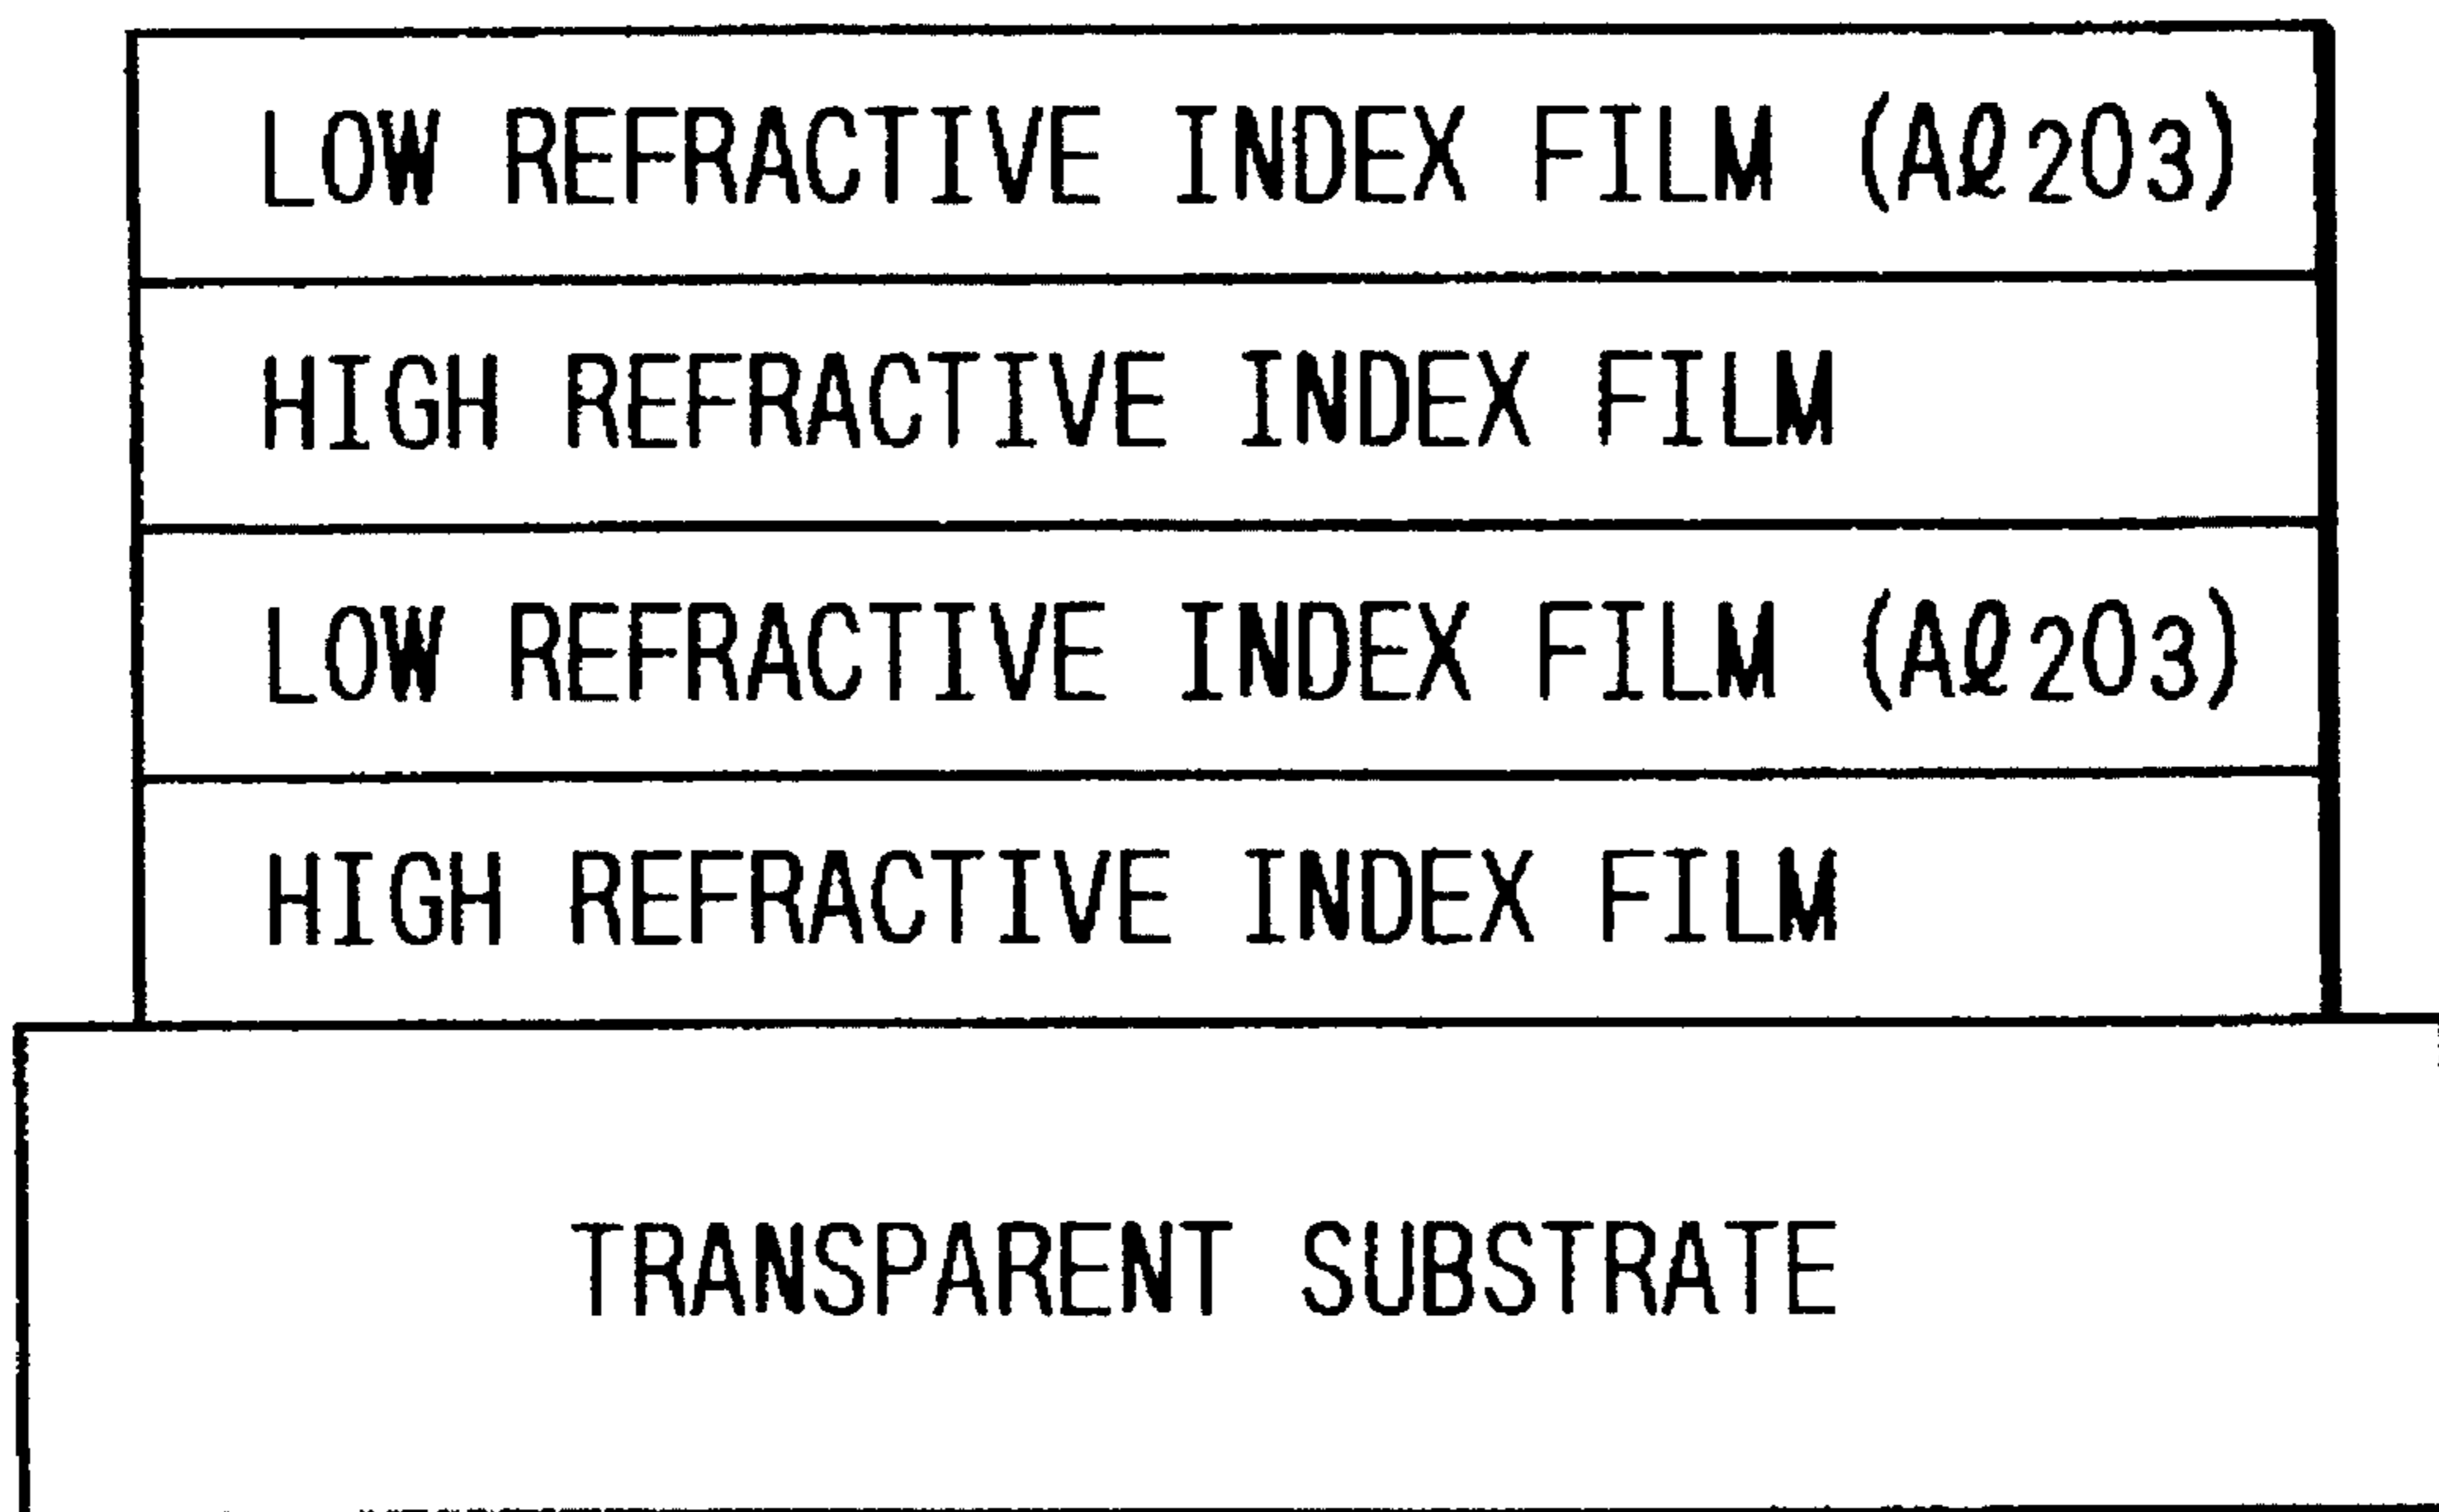 LOW REFRACTIVE INDEX FILM (Aℓ2O3)
HIGH REFRACTIVE INDEX FILM
LOW REFRACTIVE INDEX FILM (Aℓ2O3)
HIGH REFRACTIVE INDEX FILM
TRANSPARENT SUBSTRATE